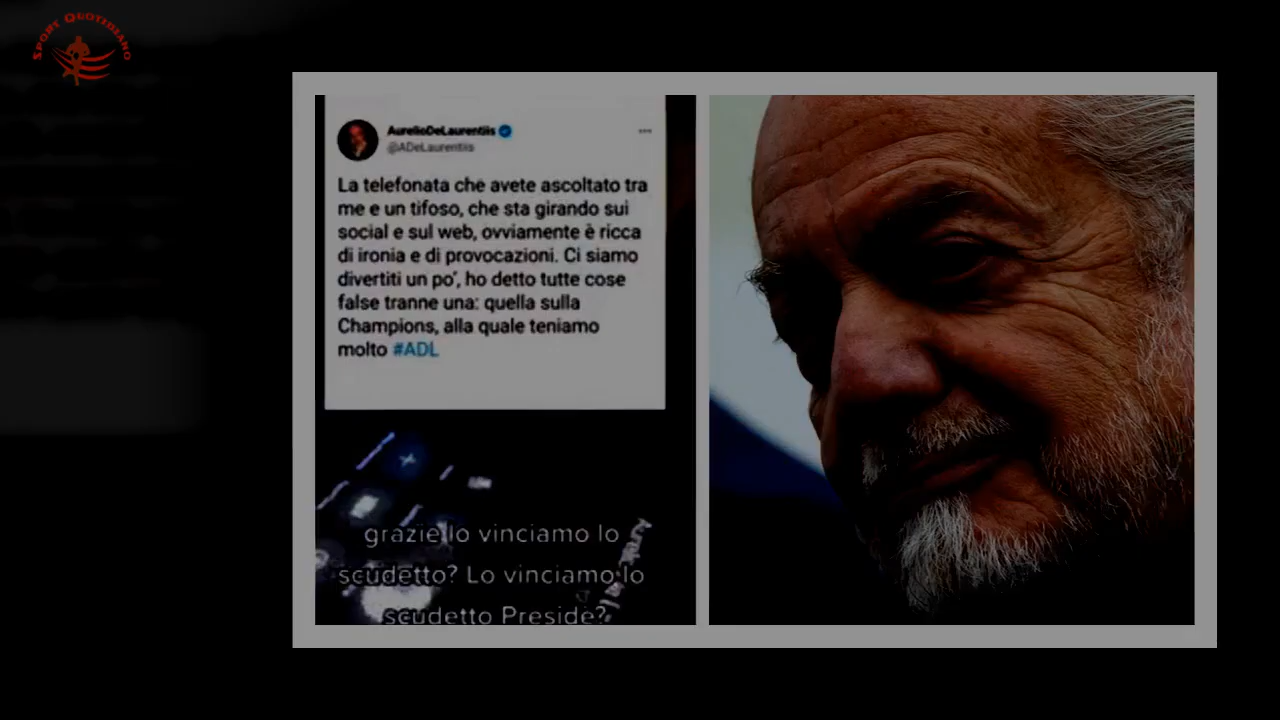 SPORT QUOTIDIANO
AurelioDeLaurentiis
@ADeLaurentiis
La telefonata che avete ascoltato tra
me e un tifoso, che sta girando sui
social e sul web, ovviamente è ricca
di ironia e di provocazioni. Ci siamo
divertiti un po’, ho detto tutte cose
false tranne una: quella sulla
Champions, alla quale teniamo
molto #ADL
grazie lo vinciamo lo
scudetto? Lo vinciamo lo
scudetto Preside?